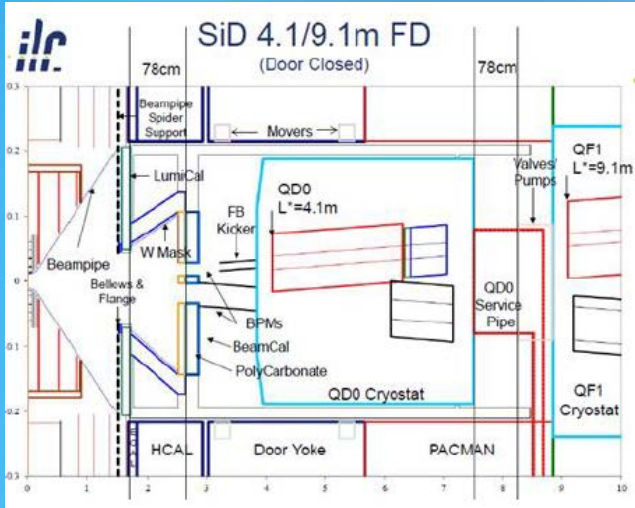 ilc
SiD 4.1/9.1m FD
(Door Closed)
78cm
78cm
0.3
0.2
0.1
0
-0.1
-0.2
-0.3
Beampipe
Spider
Support
Movers
LumiCal
W Mask
Beampipe
Bellows &
Flange
FB
Kicker
QD0
L*=4.1m
BPMs
BeamCal
PolyCarbonate
QD0 Cryostat
QD0
Service
Pipe
Valves/
Pumps
QF1
L*=9.1m
QF1
Cryostat
HCAL
Door Yoke
PACMAN
0 1 2 3 4 5 6 7 8 9 10